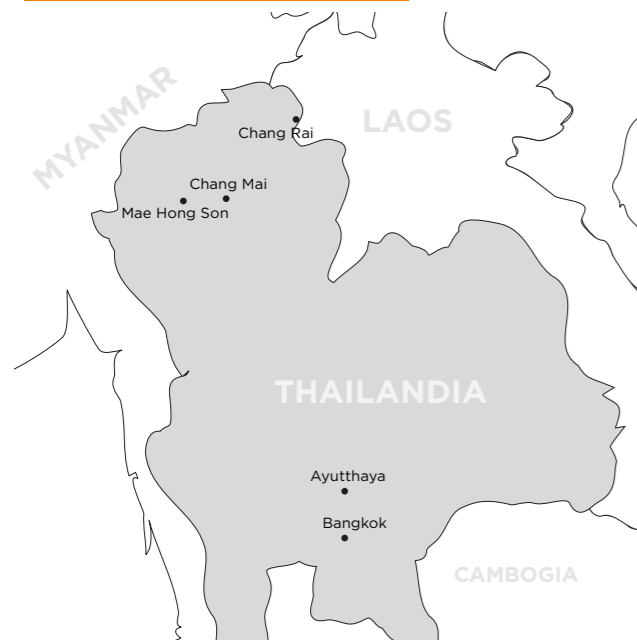 MYANMAR
LAOS
Chang Rai
Chang Mai
Mae Hong Son
THAILANDIA
Ayutthaya
Bangkok
CAMBOGIA